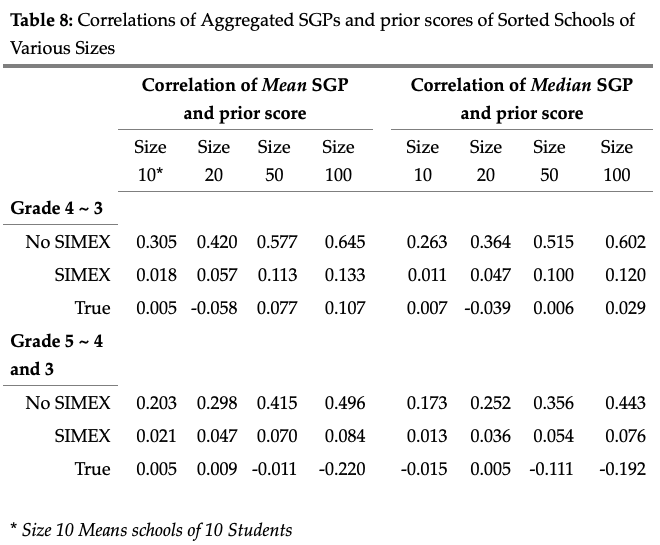 Table 8: Correlations of Aggregated SGPs and prior scores of Sorted Schools of
Various Sizes
Correlation of Mean SGP Correlation of Median SGP
and prior score and prior score
Size Size Size Size Size Size Size Size
10* 20 50 100 10 20 50 100
Grade 4 ~ 3
No SIMEX 0.305 0.420 0.577 0.645 0.263 0.364 0.515 0.602
SIMEX 0.018 0.057 0.113 0.133 0.011 0.047 0.100 0.120
True 0.005 -0.058 0.077 0.107 0.007 -0.039 0.006 0.029
Grade 5 ~ 4
and 3
No SIMEX 0.203 0.298 0.415 0.496 0.173 0.252 0.356 0.443
SIMEX 0.021 0.047 0.070 0.084 0.013 0.036 0.054 0.076
True 0.005 0.009 -0.011 -0.220 -0.015 0.005 -0.111 -0.192
* Size 10 Means schools of 10 Students